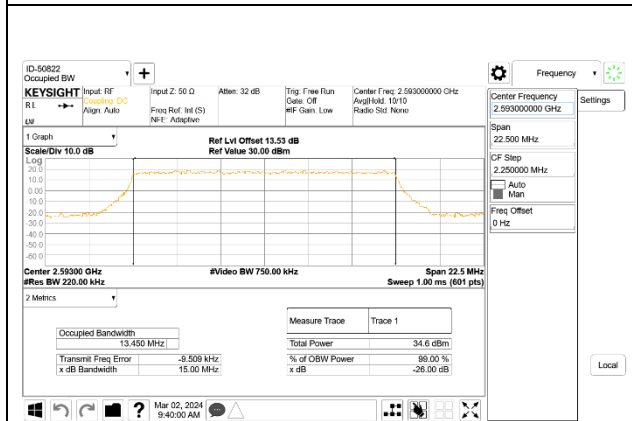 ID-50822
Occupied BW
Frequency
KEYSIGHT
RL
Input: RF
Coupling: DC
Align: Auto
Input Z: 50 Ω
Freq Ref: Int (S)
NFE: Adaptive
Atten: 32 dB
Trig: Free Run
Gate: Off
#IF Gain: Low
Center Freq: 2.593000000 GHz
Avg|Hold: 10/10
Radio Std: None
Center Frequency
2.593000000 GHz
Settings
Span
22.500 MHz
CF Step
2.250000 MHz
Auto
Man
Freq Offset
0 Hz
1 Graph
Scale/Div 10.0 dB
Ref Lvl Offset 13.53 dB
Ref Value 30.00 dBm
Log
20.0
10.0
0.00
-10.0
-20.0
-30.0
-40.0
-50.0
-60.0
Center 2.59300 GHz
#Res BW 220.00 kHz
#Video BW 750.00 kHz
Span 22.5 MHz
Sweep 1.00 ms (601 pts)
2 Metrics
Measure Trace Trace 1
Occupied Bandwidth
13.450 MHz
Total Power 34.6 dBm
Transmit Freq Error -9.509 kHz
% of OBW Power 99.00 %
x dB Bandwidth 15.00 MHz
x dB -26.00 dB
Local
Mar 02, 2024
9:40:00 AM